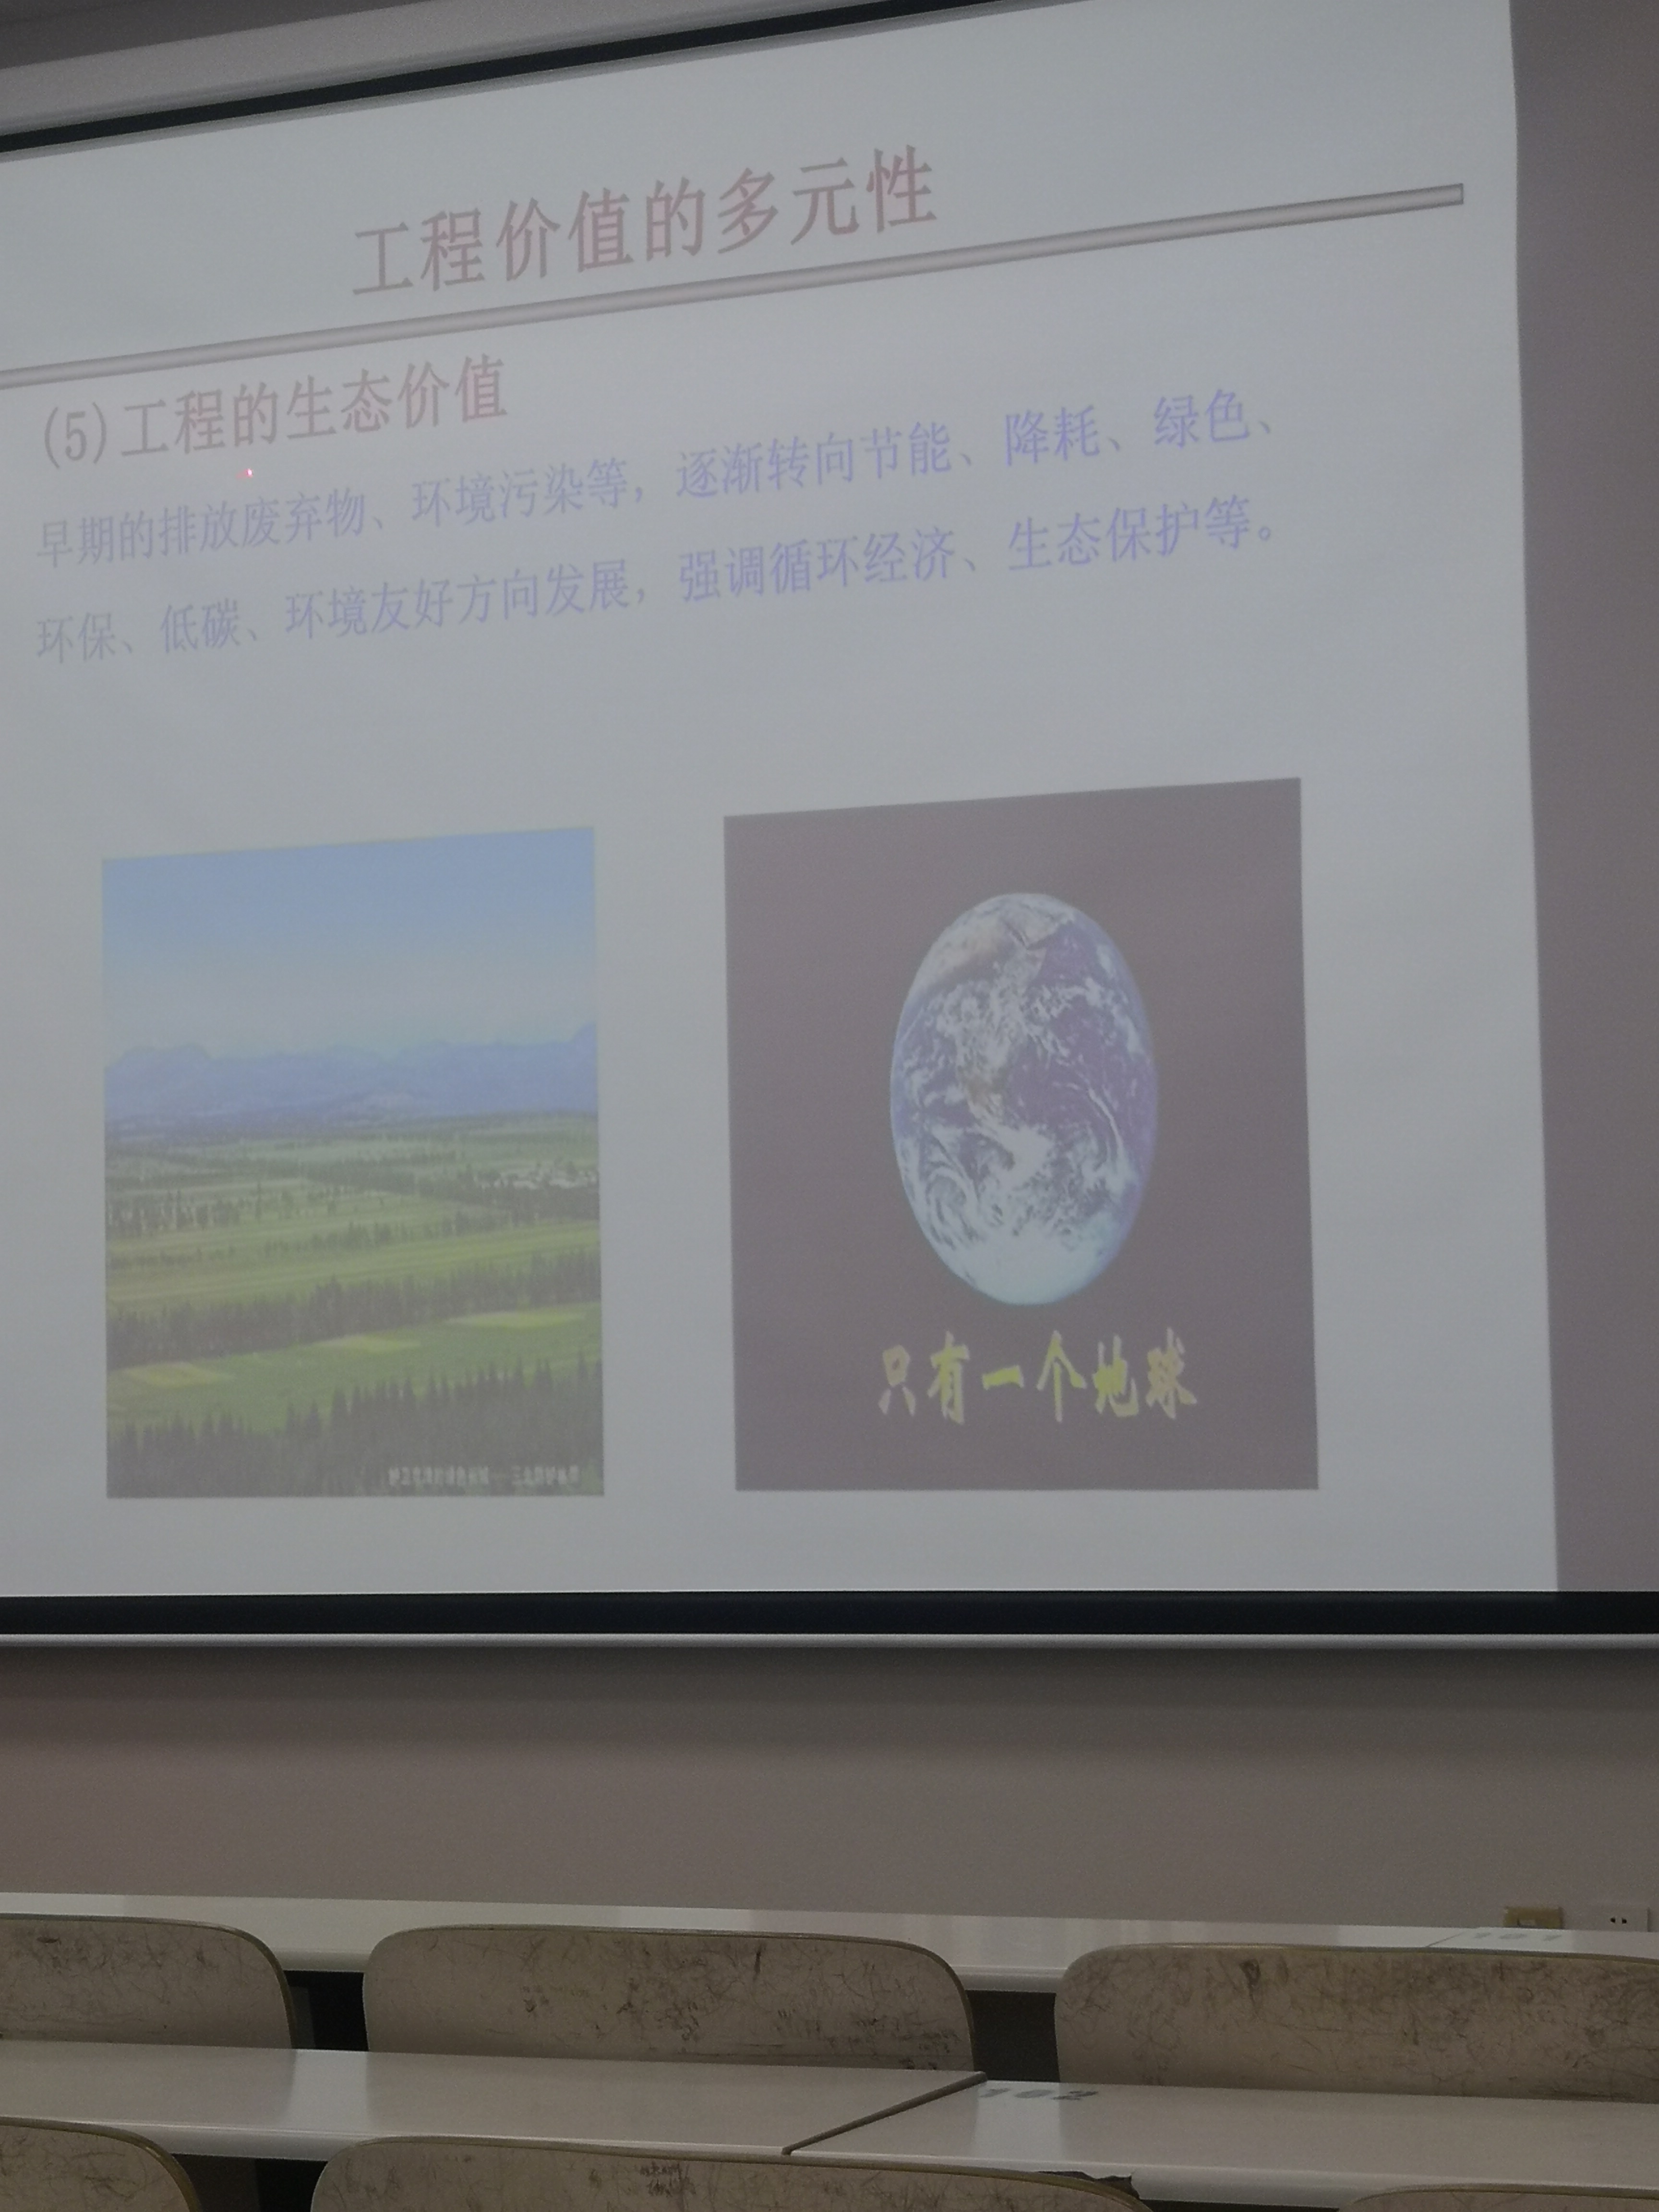 工程价值的多元性
(5)工程的生态价值
早期的排放废弃物、环境污染等，逐渐转向节能、降耗、绿色、
环保、低碳、环境友好方向发展，强调循环经济、生态保护等。
只有一个地球
101
102